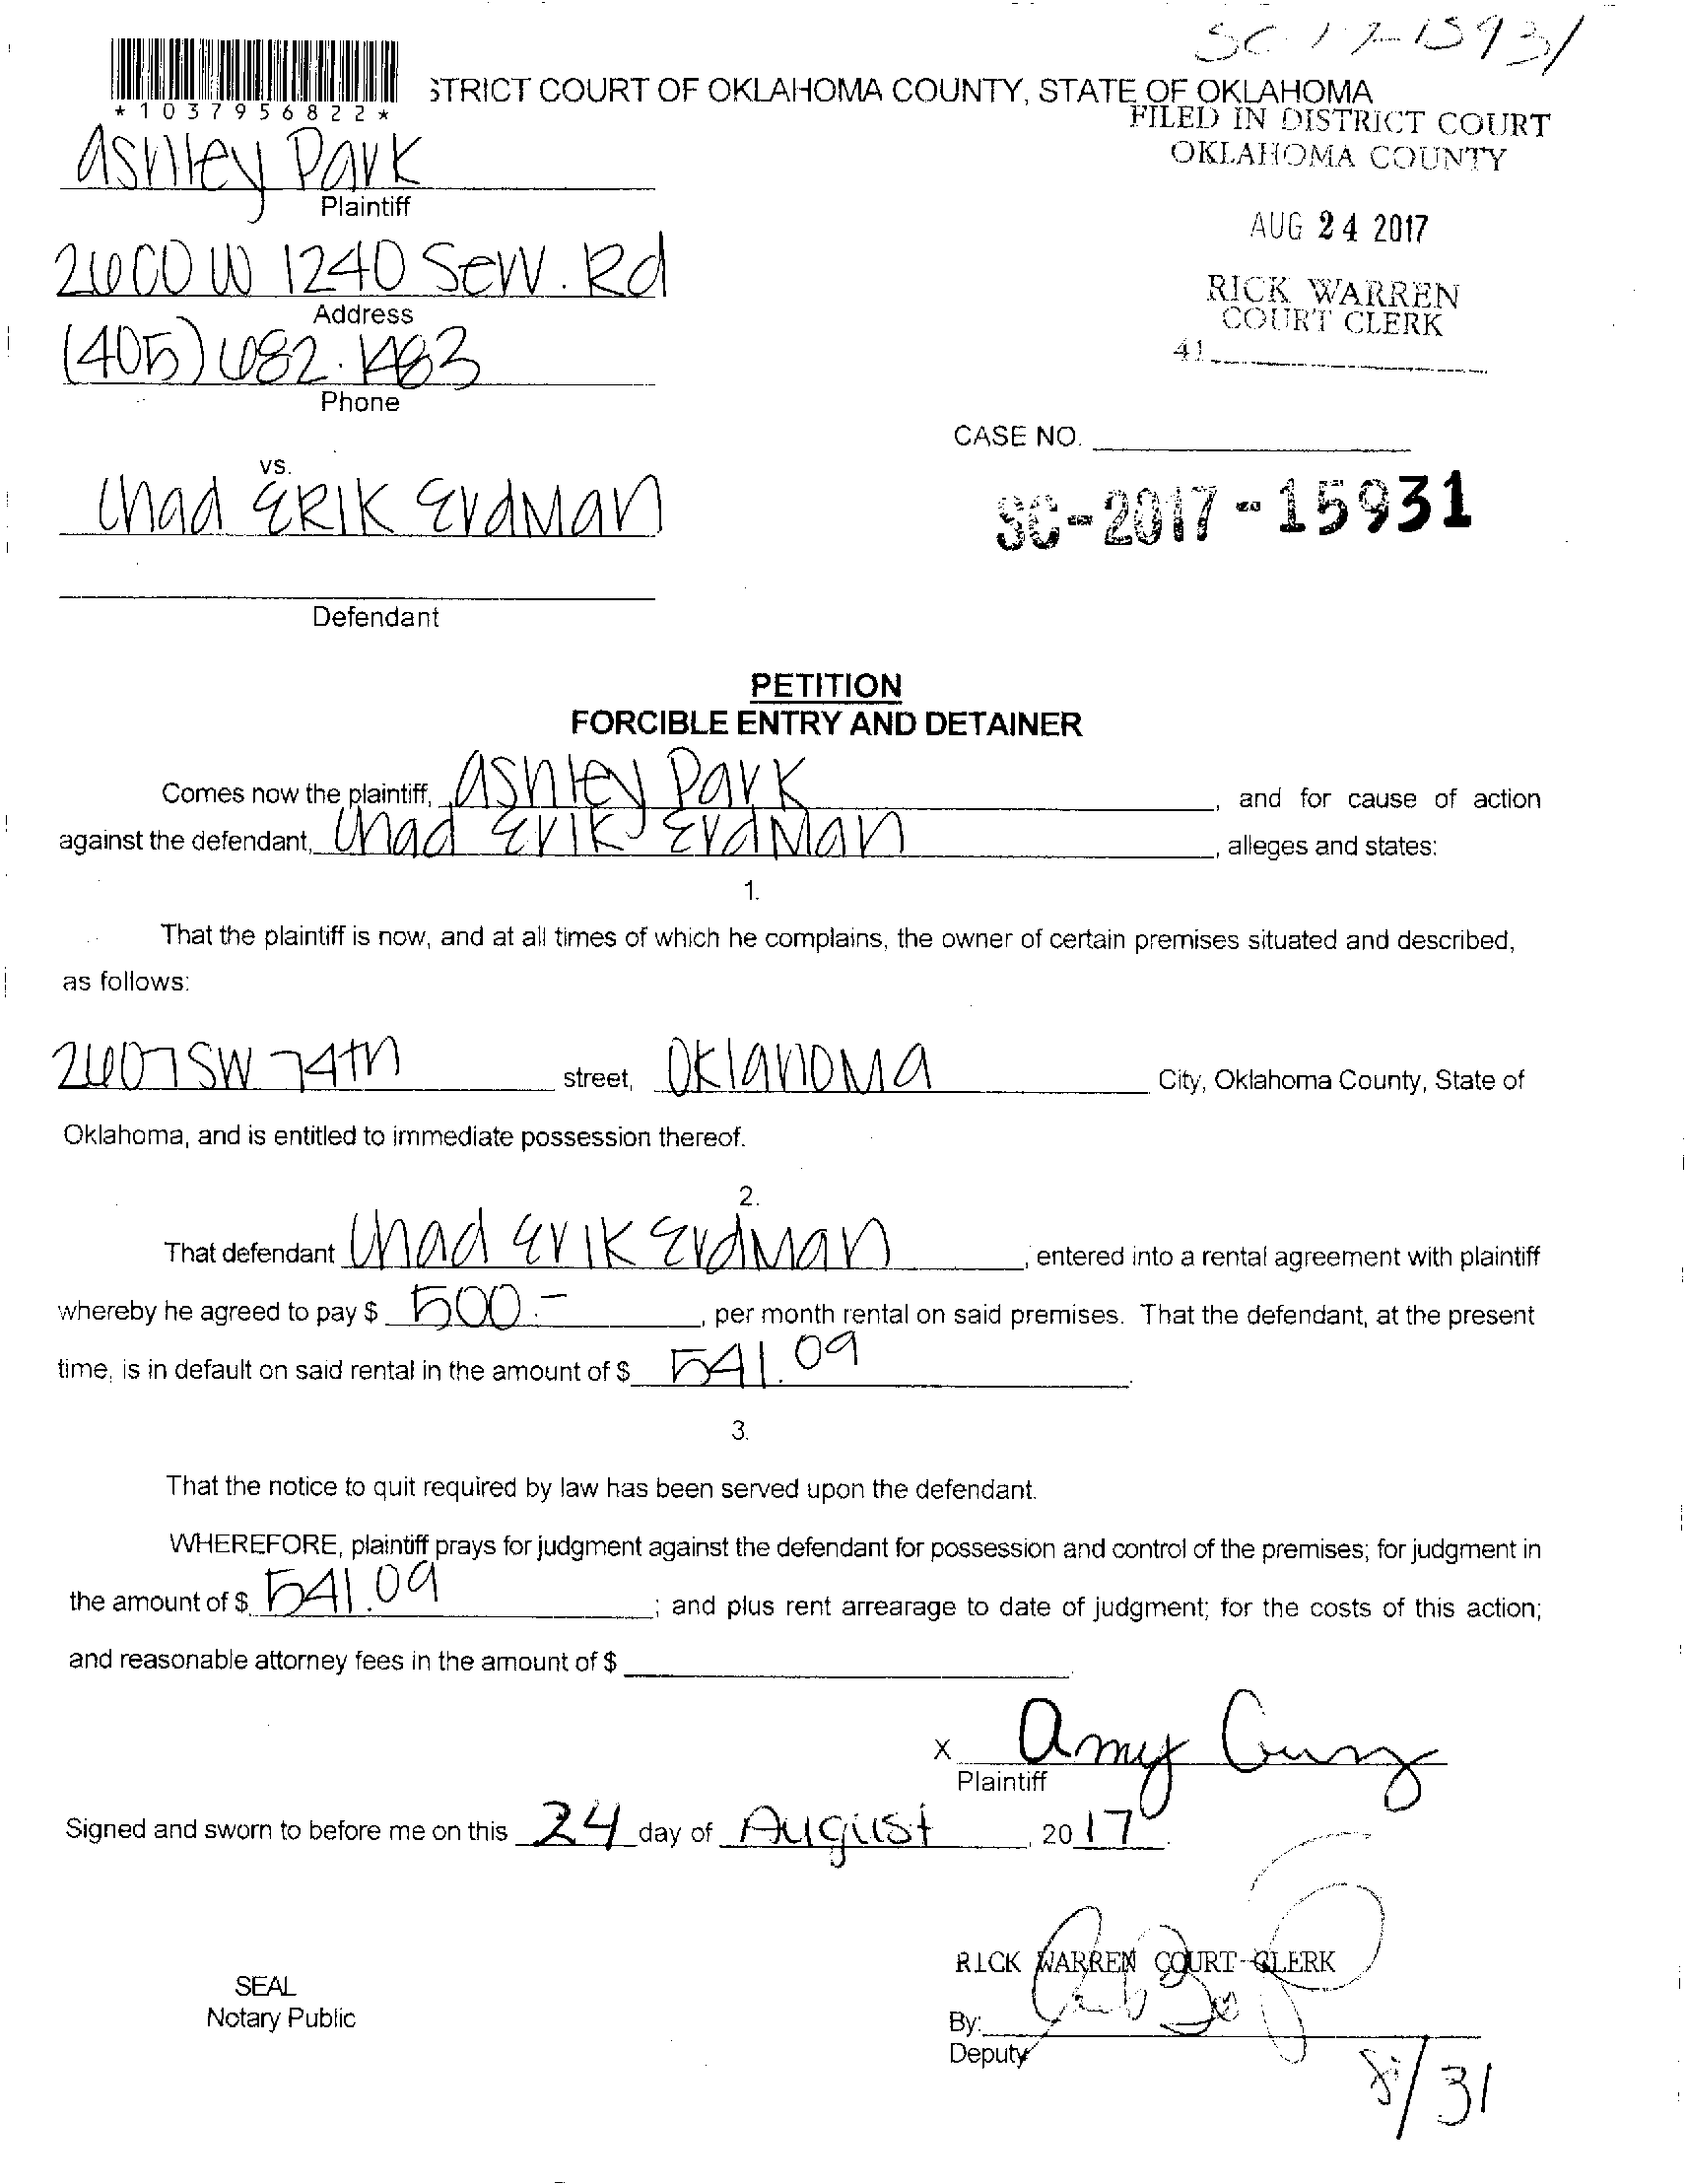 SC-17-15931
STRICT COURT OF OKLAHOMA COUNTY, STATE OF OKLAHOMA
*1037956822*
FILED IN DISTRICT COURT
OKLAHOMA COUNTY
Ashley Park
Plaintiff
AUG 24 2017
2600 W 1240 Serv. Rd
Address
RICK WARREN
COURT CLERK
(405) 682.1483
41
Phone
CASE NO.
vs.
Chad ERIK Erdman
SC-2017-15931
Defendant
PETITION
FORCIBLE ENTRY AND DETAINER
Comes now the plaintiff, Ashley Park, and for cause of action
against the defendant, Chad Erik Erdman, alleges and states:
1.
That the plaintiff is now, and at all times of which he complains, the owner of certain premises situated and described,
as follows:
2607 SW 74th street, Oklahoma City, Oklahoma County, State of
Oklahoma, and is entitled to immediate possession thereof.
2.
That defendant Chad Erik Erdman, entered into a rental agreement with plaintiff
whereby he agreed to pay $ 500.-, per month rental on said premises. That the defendant, at the present
time, is in default on said rental in the amount of $ 541.09.
3.
That the notice to quit required by law has been served upon the defendant.
WHEREFORE, plaintiff prays for judgment against the defendant for possession and control of the premises; for judgment in
the amount of $ 541.09; and plus rent arrearage to date of judgment; for the costs of this action;
and reasonable attorney fees in the amount of $
X Amy
Plaintiff
Signed and sworn to before me on this 24 day of August, 2017.
RICK WARREN COURT CLERK
SEAL
Notary Public
By:
Deputy
8/31